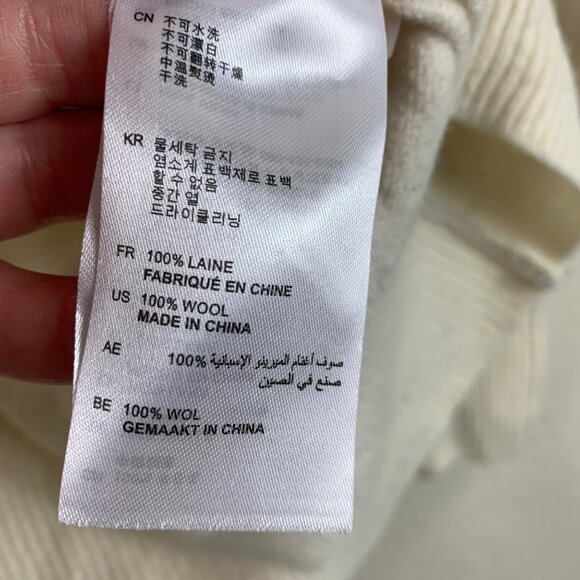 CN 不可水洗
不可漂白
不可翻转干燥
中温熨烫
干洗
KR 물세탁 금지
염소계 표백제로 표백
할 수 없음
중간 열
드라이클리닝
FR 100% LAINE
FABRIQUÉ EN CHINE
US 100% WOOL
MADE IN CHINA
AE صوف أغنام الميرينو الإسبانية %100
صنع في الصين
BE 100% WOL
GEMAAKT IN CHINA